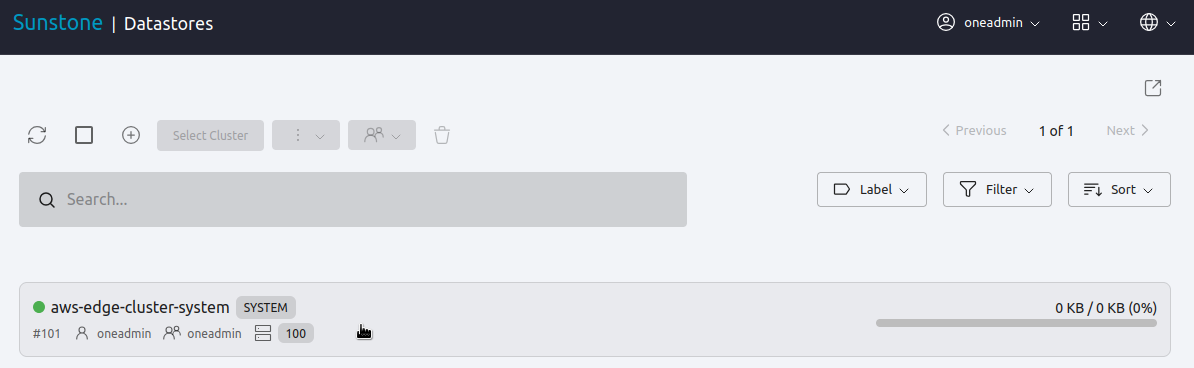 Sunstone | Datastores oneadmin
Select Cluster Previous 1 of 1 Next
Search... Label Filter Sort
aws-edge-cluster-system SYSTEM 0 KB / 0 KB (0%)
#101 oneadmin oneadmin 100